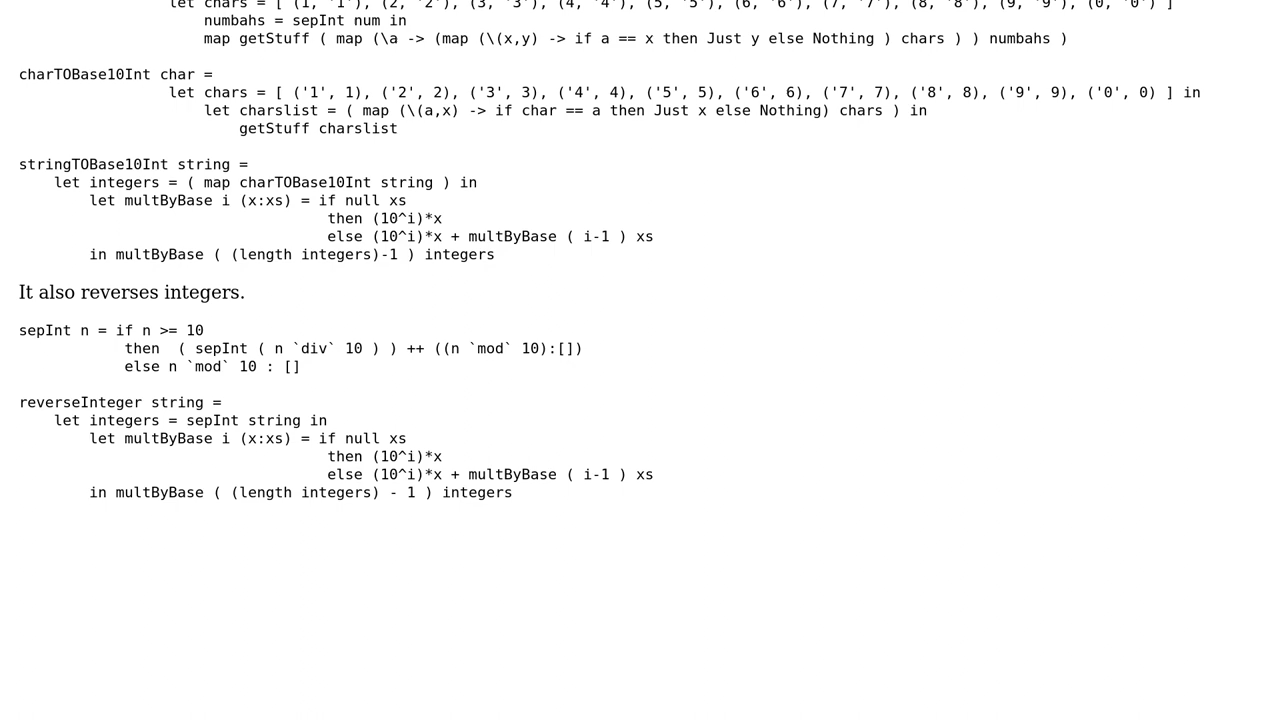 let chars = [ (1, '1'), (2, '2'), (3, '3'), (4, '4'), (5, '5'), (6, '6'), (7, '7'), (8, '8'), (9, '9'), (0, '0') ]
numbahs = sepInt num in
map getStuff ( map (\a -> (map (\(x,y) -> if a == x then Just y else Nothing ) chars ) ) numbahs )
charTOBase10Int char =
let chars = [ ('1', 1), ('2', 2), ('3', 3), ('4', 4), ('5', 5), ('6', 6), ('7', 7), ('8', 8), ('9', 9), ('0', 0) ] in
let charslist = ( map (\(a,x) -> if char == a then Just x else Nothing) chars ) in
getStuff charslist
stringTOBase10Int string =
let integers = ( map charTOBase10Int string ) in
let multByBase i (x:xs) = if null xs
then (10^i)*x
else (10^i)*x + multByBase ( i-1 ) xs
in multByBase ( (length integers)-1 ) integers
It also reverses integers.
sepInt n = if n >= 10
then  ( sepInt ( n `div` 10 ) ) ++ ((n `mod` 10):[])
else n `mod` 10 : []
reverseInteger string =
let integers = sepInt string in
let multByBase i (x:xs) = if null xs
then (10^i)*x
else (10^i)*x + multByBase ( i-1 ) xs
in multByBase ( (length integers) - 1 ) integers